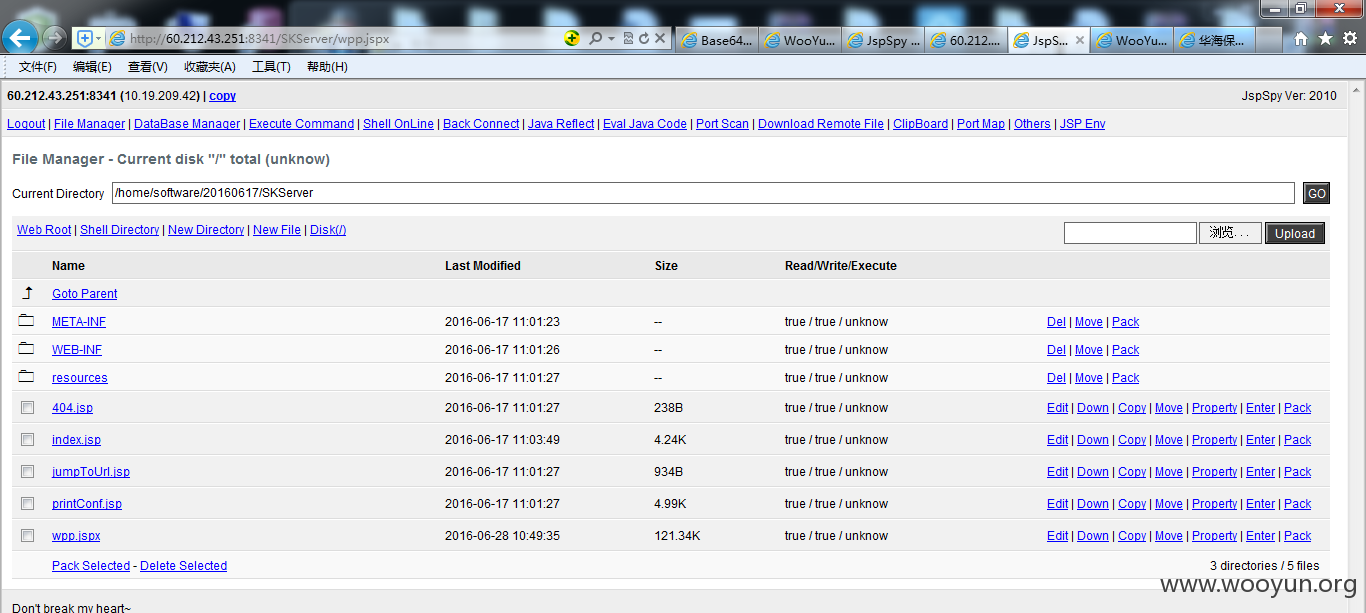 http://60.212.43.251:8341/SKServer/wpp.jspx
Base64... WooYu... JspSpy ... 60.212.... JspS... WooYu... 华海保...
文件(F) 编辑(E) 查看(V) 收藏夹(A) 工具(T) 帮助(H)
60.212.43.251:8341 (10.19.209.42) | copy JspSpy Ver: 2010
Logout | File Manager | DataBase Manager | Execute Command | Shell OnLine | Back Connect | Java Reflect | Eval Java Code | Port Scan | Download Remote File | ClipBoard | Port Map | Others | JSP Env
File Manager - Current disk "/" total (unknow)
Current Directory /home/software/20160617/SKServer GO
Web Root | Shell Directory | New Directory | New File | Disk(/) 浏览... Upload
Name Last Modified Size Read/Write/Execute
Goto Parent
META-INF 2016-06-17 11:01:23 -- true / true / unknow Del | Move | Pack
WEB-INF 2016-06-17 11:01:26 -- true / true / unknow Del | Move | Pack
resources 2016-06-17 11:01:27 -- true / true / unknow Del | Move | Pack
404.jsp 2016-06-17 11:01:27 238B true / true / unknow Edit | Down | Copy | Move | Property | Enter | Pack
index.jsp 2016-06-17 11:03:49 4.24K true / true / unknow Edit | Down | Copy | Move | Property | Enter | Pack
jumpToUrl.jsp 2016-06-17 11:01:27 934B true / true / unknow Edit | Down | Copy | Move | Property | Enter | Pack
printConf.jsp 2016-06-17 11:01:27 4.99K true / true / unknow Edit | Down | Copy | Move | Property | Enter | Pack
wpp.jspx 2016-06-28 10:49:35 121.34K true / true / unknow Edit | Down | Copy | Move | Property | Enter | Pack
Pack Selected - Delete Selected 3 directories / 5 files
www.wooyun.org
Don't break my heart~